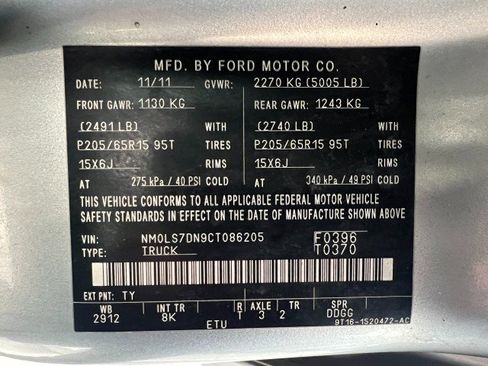 MFD. BY FORD MOTOR CO.
DATE: 11/11 GVWR: 2270 KG (5005 LB)
FRONT GAWR: 1130 KG REAR GAWR: 1243 KG
(2491 LB) WITH (2740 LB) WITH
P205/65R15 95T TIRES P205/65R15 95T TIRES
15X6J RIMS 15X6J RIMS
AT 275 kPa / 40 PSI COLD AT 340 kPa / 49 PSI COLD
THIS VEHICLE CONFORMS TO ALL APPLICABLE FEDERAL MOTOR VEHICLE
SAFETY STANDARDS IN EFFECT ON THE DATE OF MANUFACTURE SHOWN ABOVE.
VIN: NM0LS7DN9CT086205 F0396
TYPE: TRUCK T0370
EXT PNT: TY
WB INT TR R AXLE TR SPR
2912 8K T 3 2 DDGG
ETU 9T16-1520472-AC